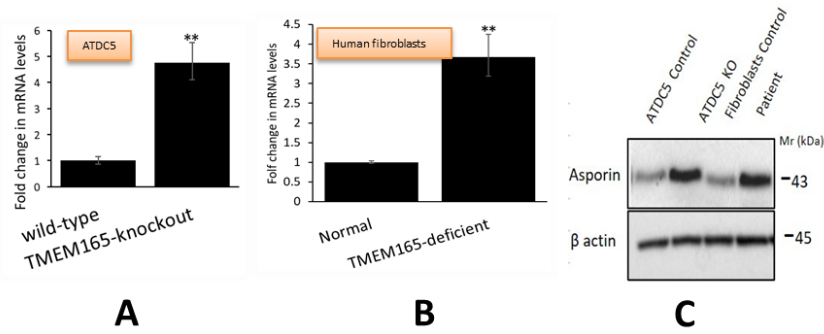 Fold change in mRNA levels
6
5
4
3
2
1
0
ATDC5
**
wild-type
TMEM165-knockout
A
Folf change in mRNA levels
4.5
4
3.5
3
2.5
2
1.5
1
0.5
0
Human fibroblasts
**
Normal
TMEM165-deficient
B
ATDC5 Control
ATDC5 KO
Fibroblasts Control
Patient
Mr (kDa)
Asporin
43
β actin
45
C